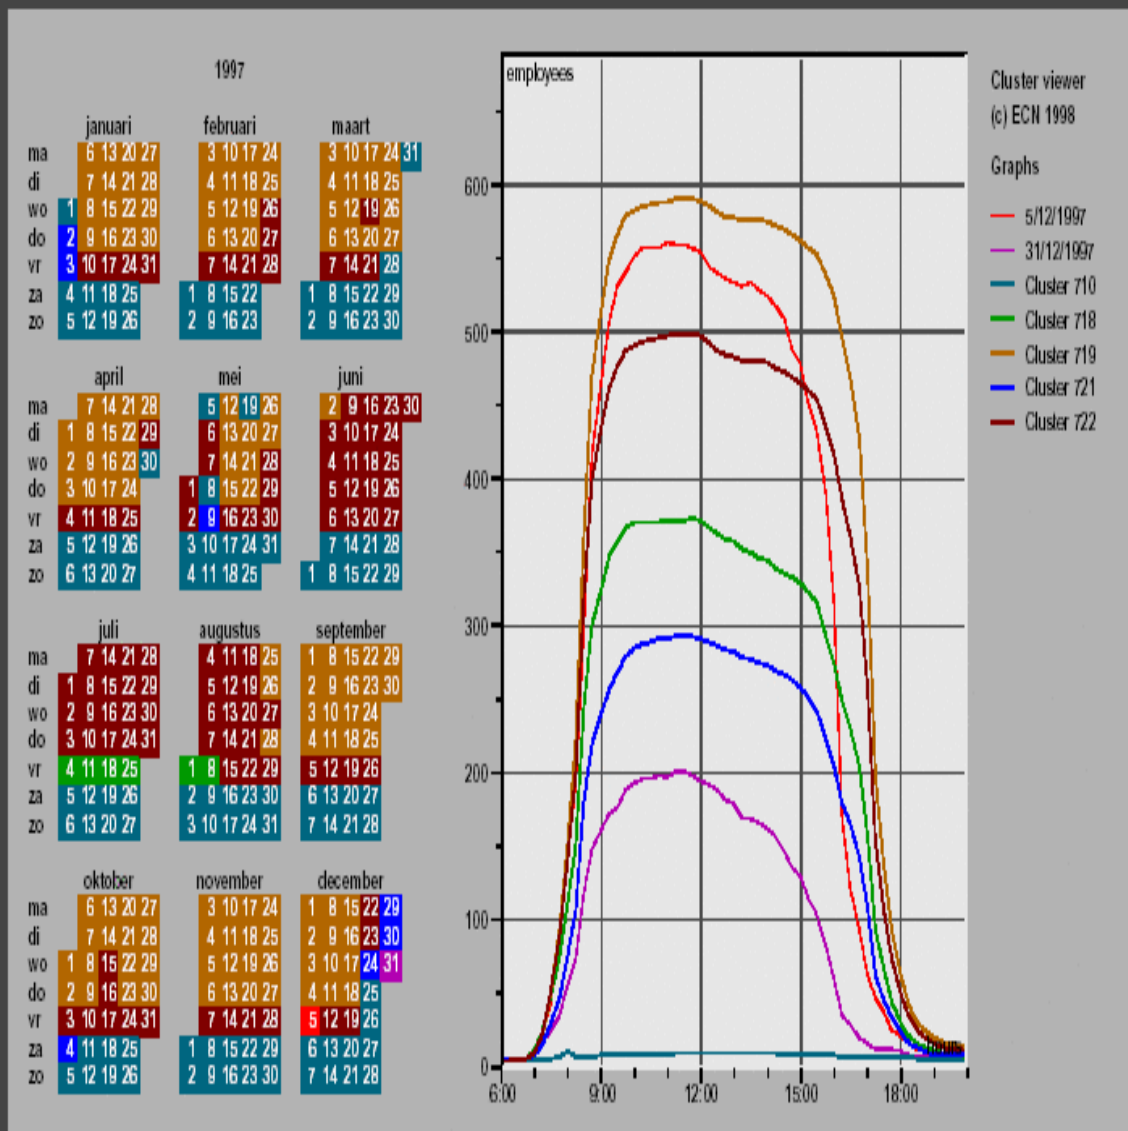 1997
januari februari maart
ma 6 13 20 27 3 10 17 24 3 10 17 24 31
di 7 14 21 28 4 11 18 25 4 11 18 25
wo 1 8 15 22 29 5 12 19 26 5 12 19 26
do 2 9 16 23 30 6 13 20 27 6 13 20 27
vr 3 10 17 24 31 7 14 21 28 7 14 21 28
za 4 11 18 25 1 8 15 22 1 8 15 22 29
zo 5 12 19 26 2 9 16 23 2 9 16 23 30
april mei juni
ma 7 14 21 28 5 12 19 26 2 9 16 23 30
di 1 8 15 22 29 6 13 20 27 3 10 17 24
wo 2 9 16 23 30 7 14 21 28 4 11 18 25
do 3 10 17 24 1 8 15 22 29 5 12 19 26
vr 4 11 18 25 2 9 16 23 30 6 13 20 27
za 5 12 19 26 3 10 17 24 31 7 14 21 28
zo 6 13 20 27 4 11 18 25 1 8 15 22 29
juli augustus september
ma 7 14 21 28 4 11 18 25 1 8 15 22 29
di 1 8 15 22 29 5 12 19 26 2 9 16 23 30
wo 2 9 16 23 30 6 13 20 27 3 10 17 24
do 3 10 17 24 31 7 14 21 28 4 11 18 25
vr 4 11 18 25 1 8 15 22 29 5 12 19 26
za 5 12 19 26 2 9 16 23 30 6 13 20 27
zo 6 13 20 27 3 10 17 24 31 7 14 21 28
oktober november december
ma 6 13 20 27 3 10 17 24 1 8 15 22 29
di 7 14 21 28 4 11 18 25 2 9 16 23 30
wo 1 8 15 22 29 5 12 19 26 3 10 17 24 31
do 2 9 16 23 30 6 13 20 27 4 11 18 25
vr 3 10 17 24 31 7 14 21 28 5 12 19 26
za 4 11 18 25 1 8 15 22 29 6 13 20 27
zo 5 12 19 26 2 9 16 23 30 7 14 21 28
employees
600
500
400
300
200
100
0
6:00 9:00 12:00 15:00 18:00
Cluster viewer
(c) ECN 1998
Graphs
5/12/1997
31/12/1997
Cluster 710
Cluster 718
Cluster 719
Cluster 721
Cluster 722